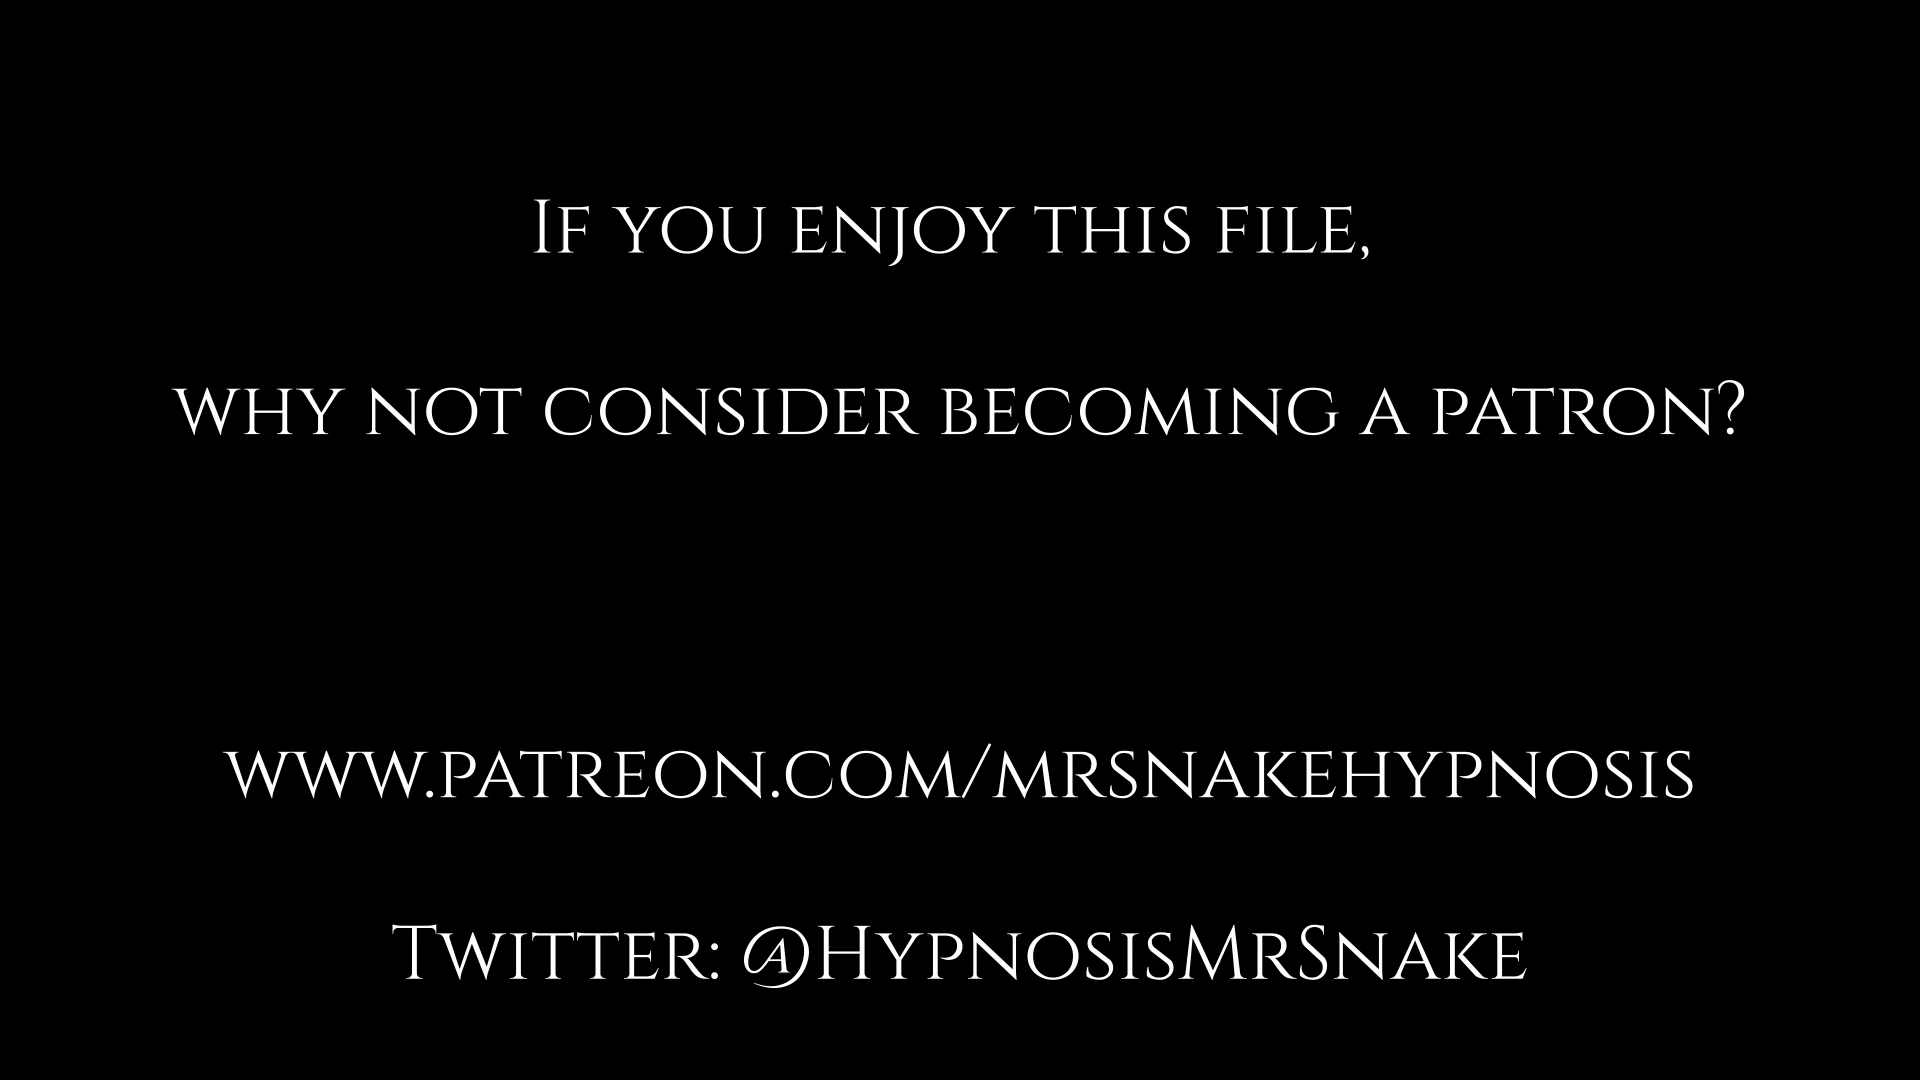 If you enjoy this file,
why not consider becoming a patron?
www.patreon.com/mrsnakehypnosis
Twitter: @HypnosisMrSnake